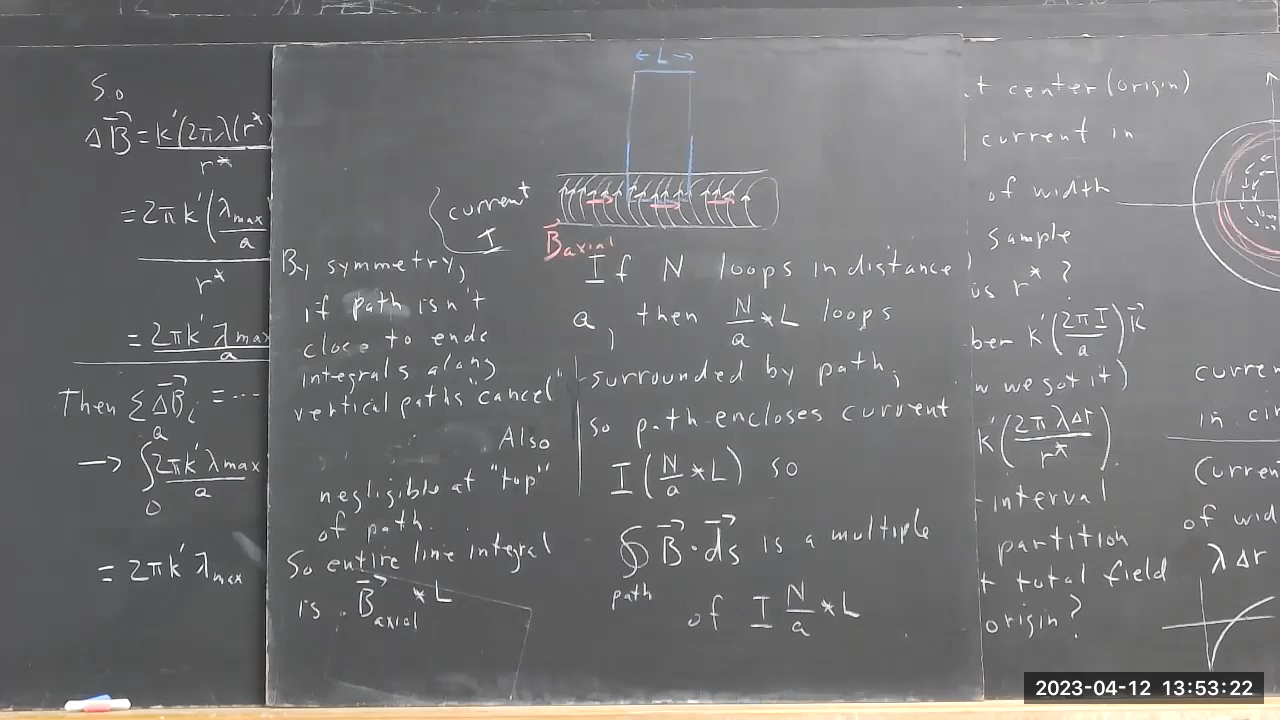 So
ΔB⃗ = k'(2πλ(r*)
r*
= 2πk'(λmax
a
r*
= 2πk' λmax
a
Then Σ ΔB⃗i = ...
→ ∫ 2πk' λmax
a
0
a
= 2πk' λmax
← L →
{ current
I
B⃗axial
By symmetry,
if path isn't
close to ends
integrals along
vertical paths "cancel"
Also
negligible at "top"
of path.
So entire line integral
is B⃗axial * L
If N loops in distance
a, then N/a * L loops
surrounded by path,
so path encloses current
I(N/a * L) so
∮ B⃗ · ds⃗ is a multiple
path
of I N/a * L
t center (origin)
current in
of width
sample
us r* ?
ber k'(2πI/a) k⃗
w we got it)
k'(2πλΔr/r*)
interval
partition
t total field
origin?
curren
in cir
(curren
of wid
λΔr
2023-04-12 13:53:22